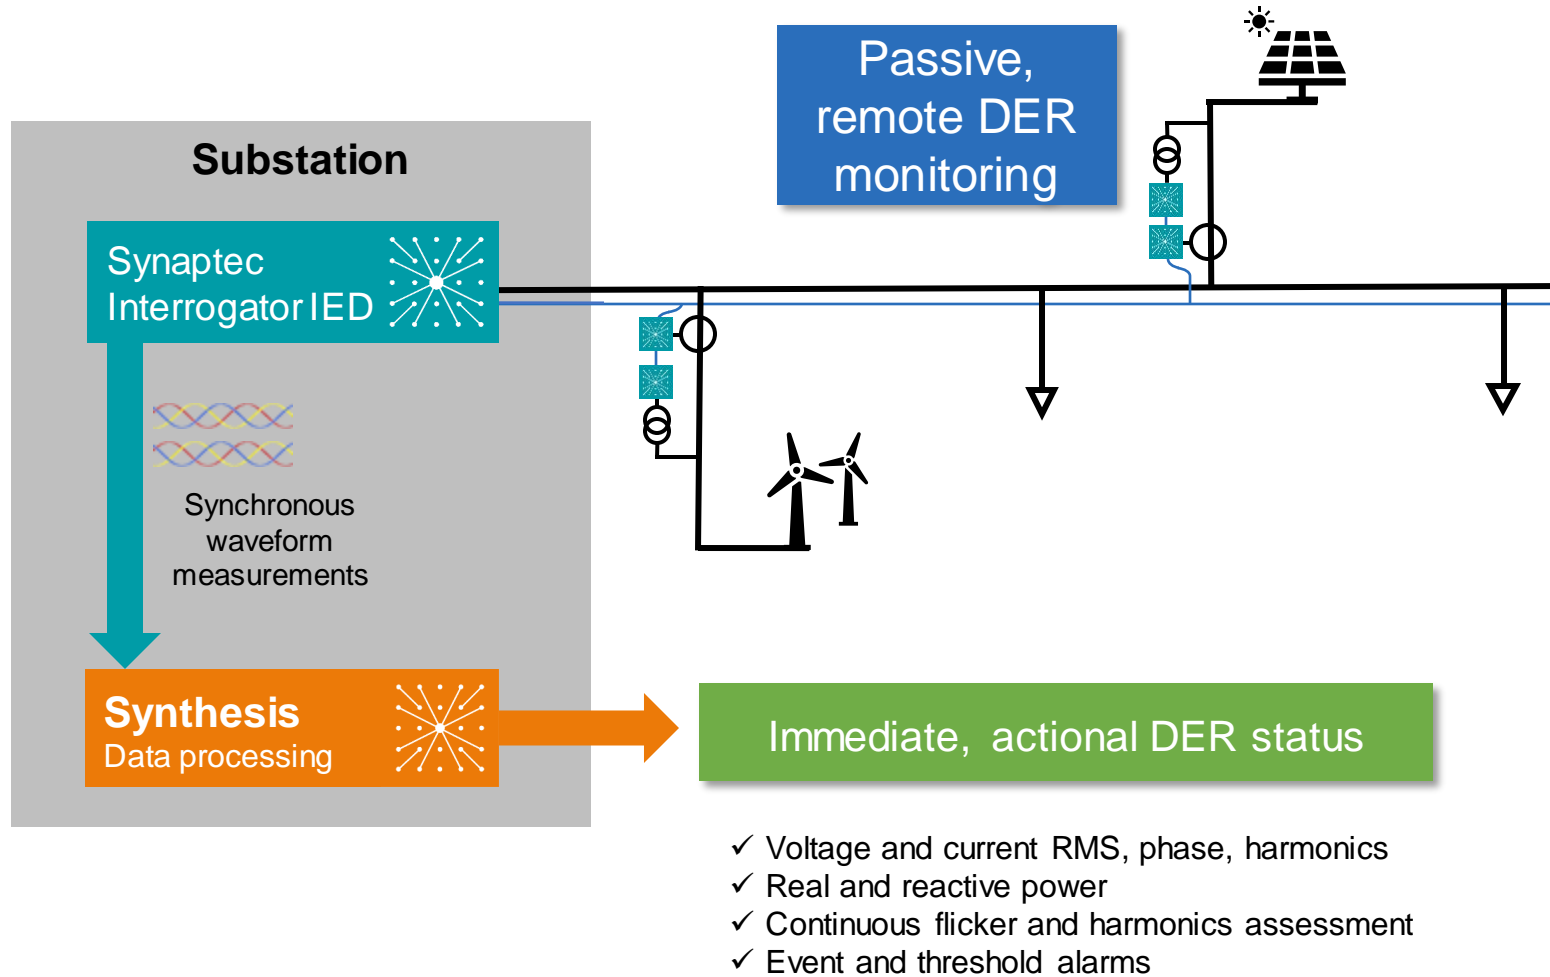 Passive,
remote DER
monitoring
Substation
Synaptec
Interrogator IED
Synchronous
waveform
measurements
Synthesis
Data processing
Immediate, actional DER status
✓ Voltage and current RMS, phase, harmonics
✓ Real and reactive power
✓ Continuous flicker and harmonics assessment
✓ Event and threshold alarms